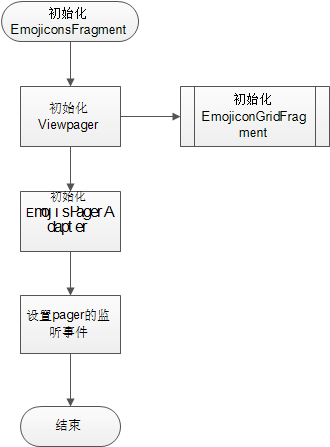 初始化
EmojiconsFragment
初始化
Viewpager
初始化
EmojiconGridFrag
ment
初始化
EmojisPagerA
dapter
设置pager的监
听事件
结束